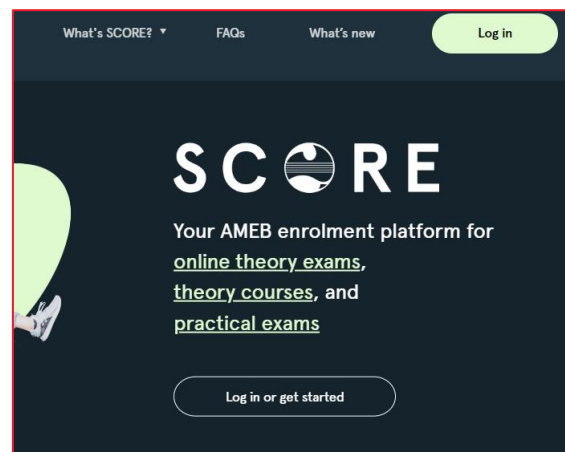 What's SCORE? ▼ FAQs What's new Log in
SCORE
Your AMEB enrolment platform for
online theory exams,
theory courses, and
practical exams
Log in or get started